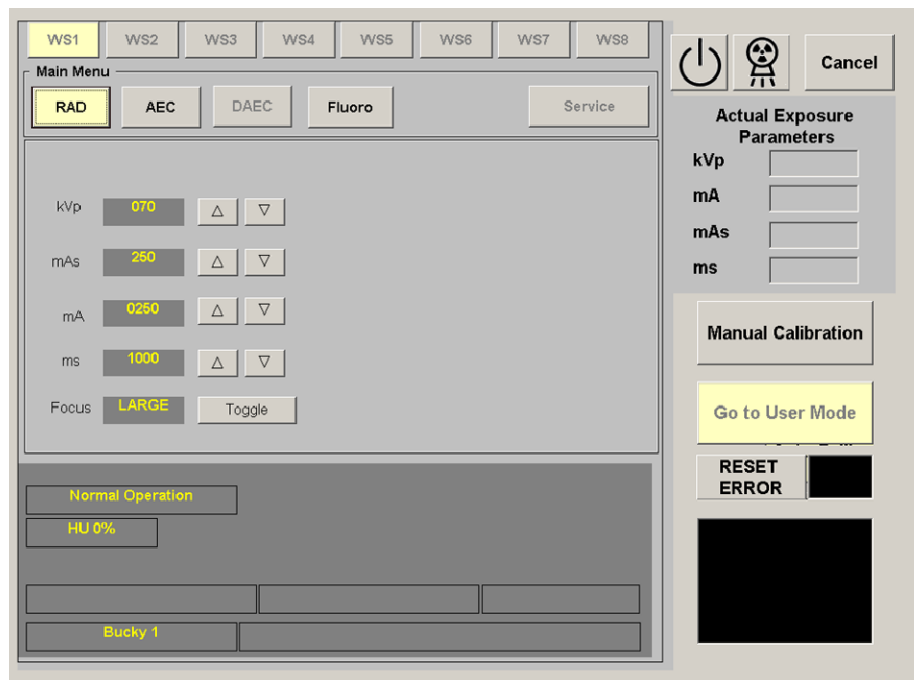 WS1 WS2 WS3 WS4 WS5 WS6 WS7 WS8
Main Menu
RAD AEC DAEC Fluoro Service
kVp 070
mAs 250
mA 0250
ms 1000
Focus LARGE Toggle
Normal Operation
HU 0%
Bucky 1
Cancel
Actual Exposure
Parameters
kVp
mA
mAs
ms
Manual Calibration
Go to User Mode
RESET
ERROR